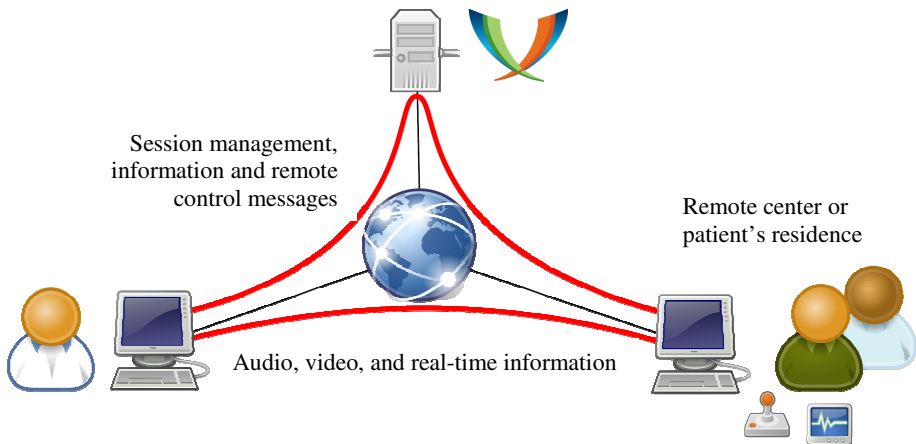 Session management,
information and remote
control messages
Remote center or
patient's residence
Audio, video, and real-time information